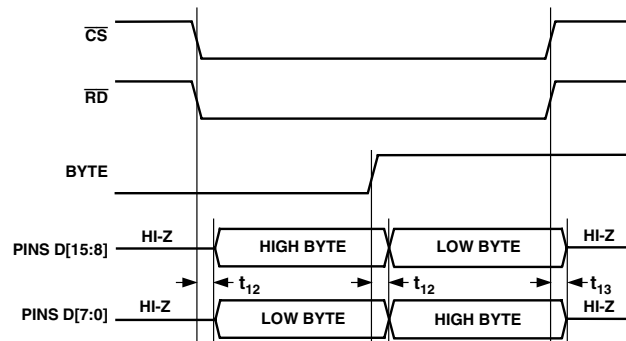 CS
RD
BYTE
PINS D[15:8] HI-Z HIGH BYTE LOW BYTE HI-Z
t12 t12 t13
PINS D[7:0] HI-Z LOW BYTE HIGH BYTE HI-Z